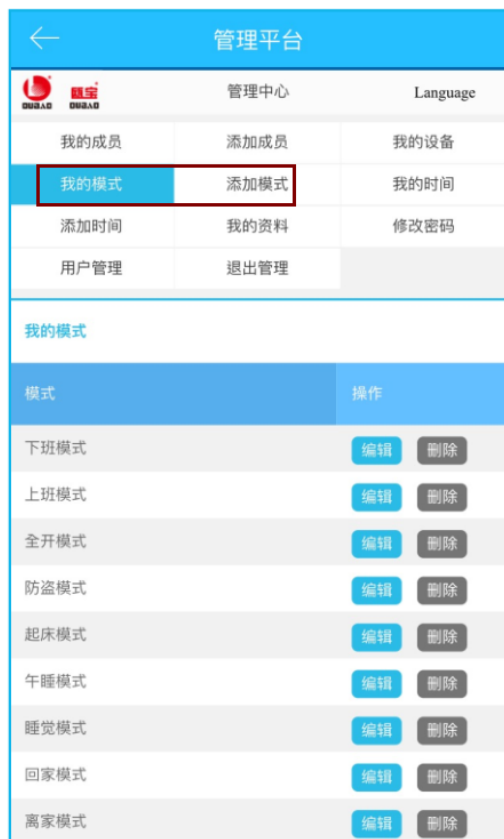 管理平台
OUBAO 瓯宝 OUBAO 管理中心 Language
我的成员 添加成员 我的设备
我的模式 添加模式 我的时间
添加时间 我的资料 修改密码
用户管理 退出管理
我的模式
模式 操作
下班模式 编辑 删除
上班模式 编辑 删除
全开模式 编辑 删除
防盗模式 编辑 删除
起床模式 编辑 删除
午睡模式 编辑 删除
睡觉模式 编辑 删除
回家模式 编辑 删除
离家模式 编辑 删除